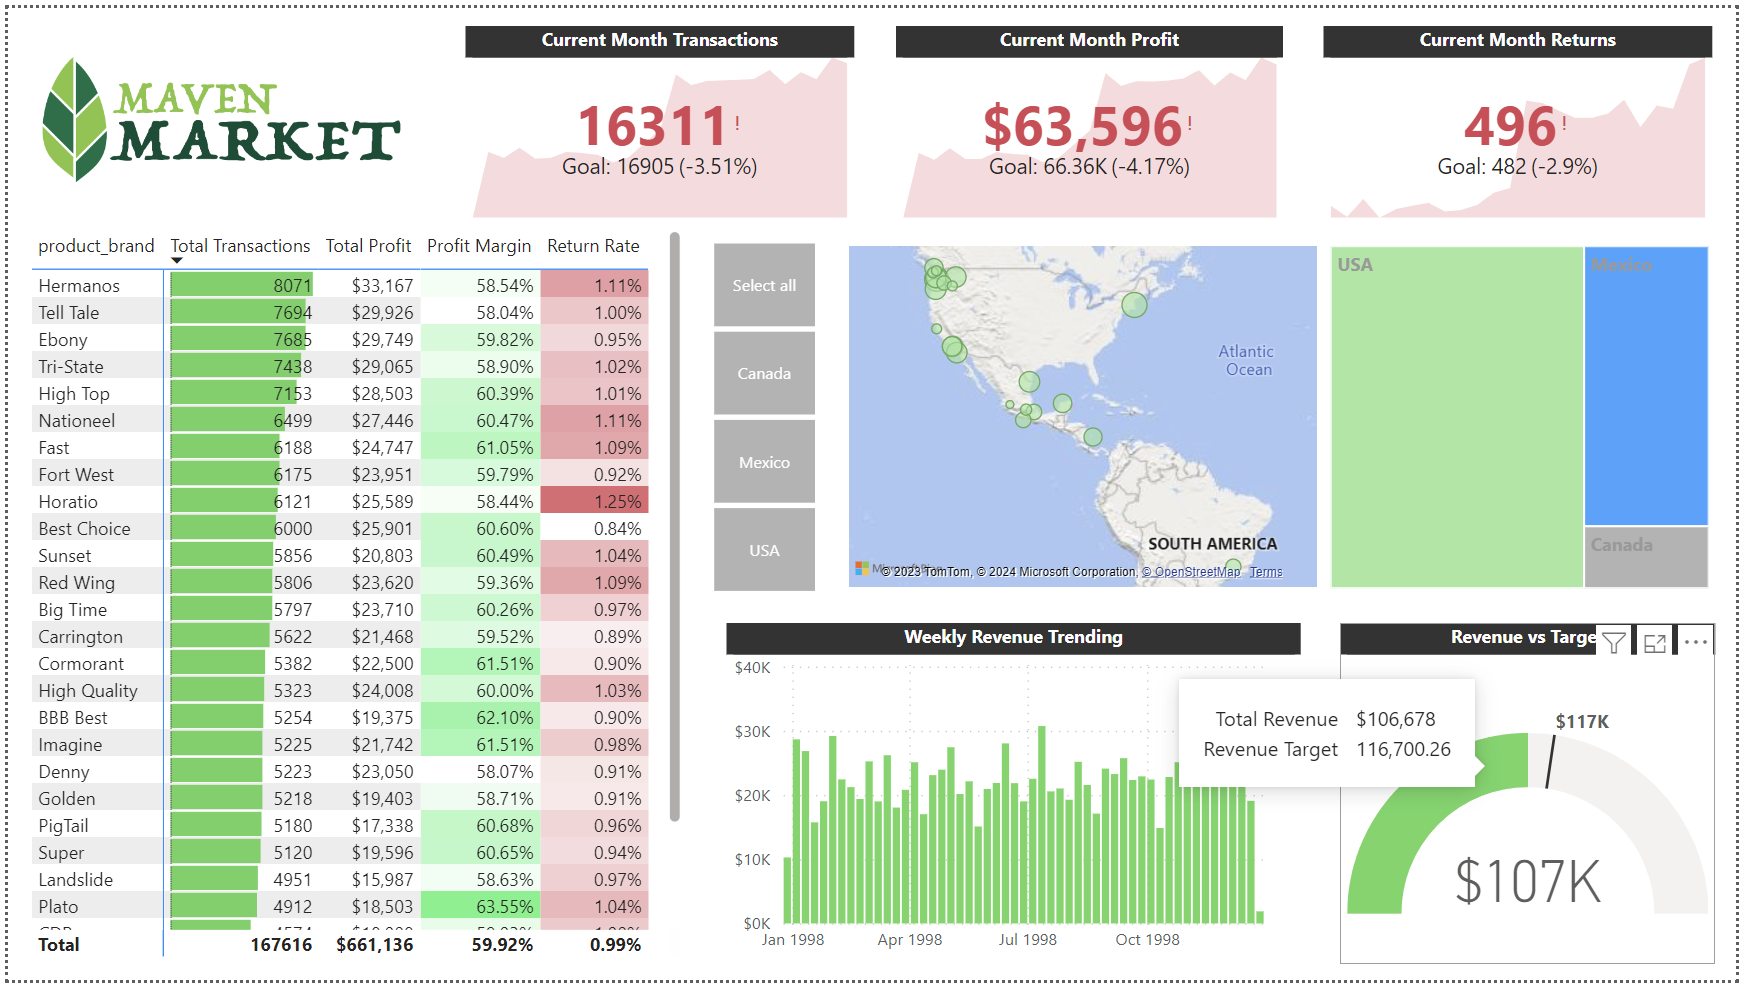 MAVEN
MARKET
Current Month Transactions
16311!
Goal: 16905 (-3.51%)
Current Month Profit
$63,596!
Goal: 66.36K (-4.17%)
Current Month Returns
496!
Goal: 482 (-2.9%)
product_brand Total Transactions Total Profit Profit Margin Return Rate
Hermanos 8071 $33,167 58.54% 1.11%
Tell Tale 7694 $29,926 58.04% 1.00%
Ebony 7685 $29,749 59.82% 0.95%
Tri-State 7438 $29,065 58.90% 1.02%
High Top 7153 $28,503 60.39% 1.01%
Nationeel 6499 $27,446 60.47% 1.11%
Fast 6188 $24,747 61.05% 1.09%
Fort West 6175 $23,951 59.79% 0.92%
Horatio 6121 $25,589 58.44% 1.25%
Best Choice 6000 $25,901 60.60% 0.84%
Sunset 5856 $20,803 60.49% 1.04%
Red Wing 5806 $23,620 59.36% 1.09%
Big Time 5797 $23,710 60.26% 0.97%
Carrington 5622 $21,468 59.52% 0.89%
Cormorant 5382 $22,500 61.51% 0.90%
High Quality 5323 $24,008 60.00% 1.03%
BBB Best 5254 $19,375 62.10% 0.90%
Imagine 5225 $21,742 61.51% 0.98%
Denny 5223 $23,050 58.07% 0.91%
Golden 5218 $19,403 58.71% 0.91%
PigTail 5180 $17,338 60.68% 0.96%
Super 5120 $19,596 60.65% 0.94%
Landslide 4951 $15,987 58.63% 0.97%
Plato 4912 $18,503 63.55% 1.04%
Total 167616 $661,136 59.92% 0.99%
Select all
Canada
Mexico
USA
Atlantic
Ocean
SOUTH AMERICA
© 2023 TomTom, © 2024 Microsoft Corporation, © OpenStreetMap Terms
USA
Mexico
Canada
Weekly Revenue Trending
$40K
$30K
$20K
$10K
$0K
Jan 1998 Apr 1998 Jul 1998 Oct 1998
Revenue vs Targe
Total Revenue $106,678
Revenue Target 116,700.26
$117K
$107K